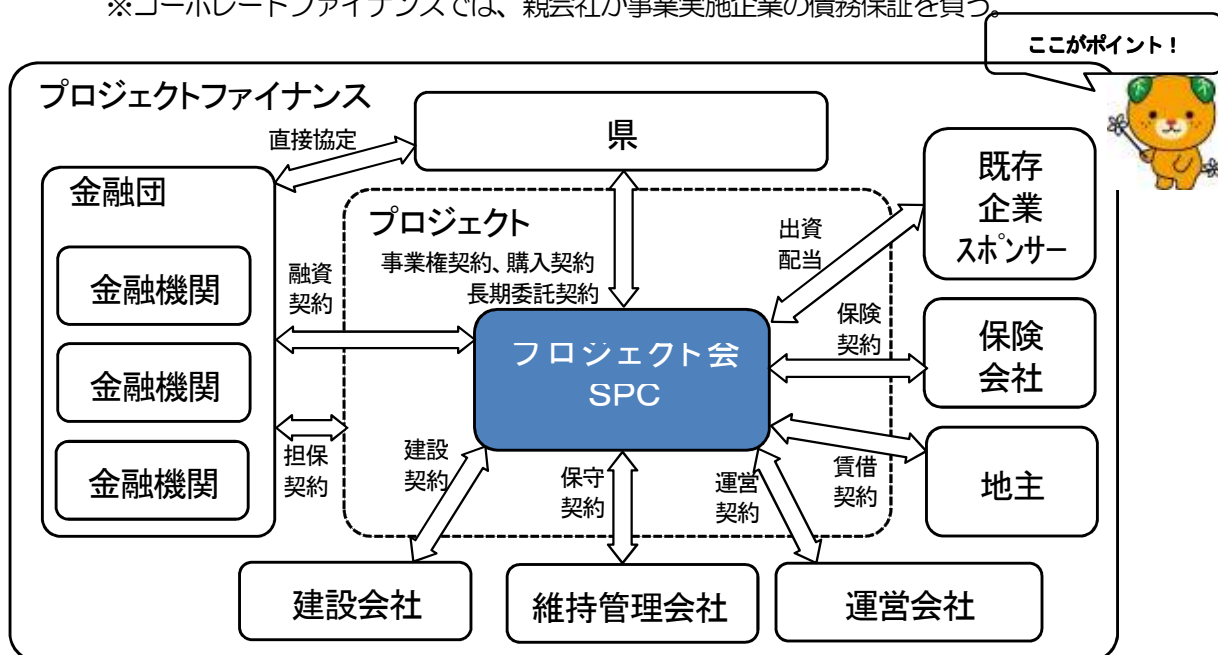 ※コーポレートファイナンスでは、親会社が事業実施企業の債務保証を負う。
ここがポイント！
プロジェクトファイナンス
直接協定
県
金融団
金融機関
金融機関
金融機関
融資
契約
担保
契約
プロジェクト
事業権契約、購入契約
長期委託契約
プロジェクト会
SPC
出資
配当
既存
企業
スポンサー
保険
契約
保険
会社
賃借
契約
地主
建設
契約
保守
契約
運営
契約
建設会社
維持管理会社
運営会社